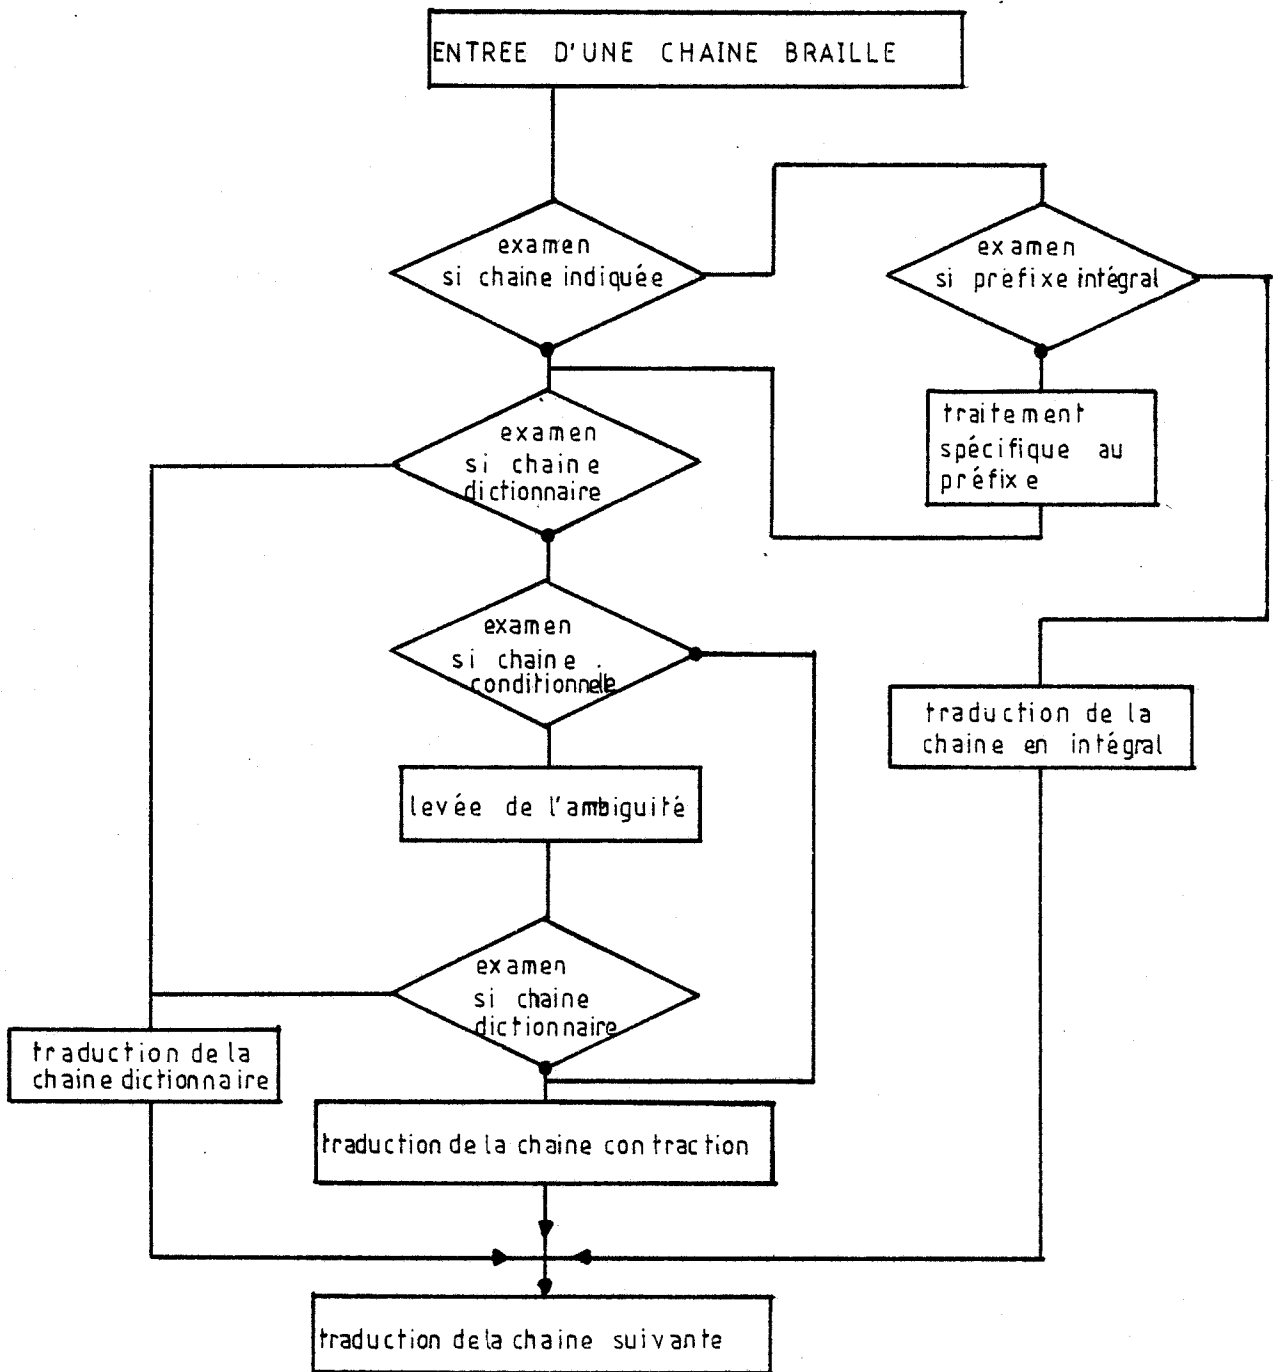 ENTREE D'UNE CHAINE BRAILLE
examen
si chaine indiquée
examen
si préfixe intégral
traitement
spécifique au
préfixe
examen
si chaine
dictionnaire
examen
si chaine
conditionnelle
traduction de la
chaine en intégral
levée de l'ambiguité
examen
si chaine
dictionnaire
traduction de la
chaine dictionnaire
traduction de la chaine contraction
traduction de la chaine suivante